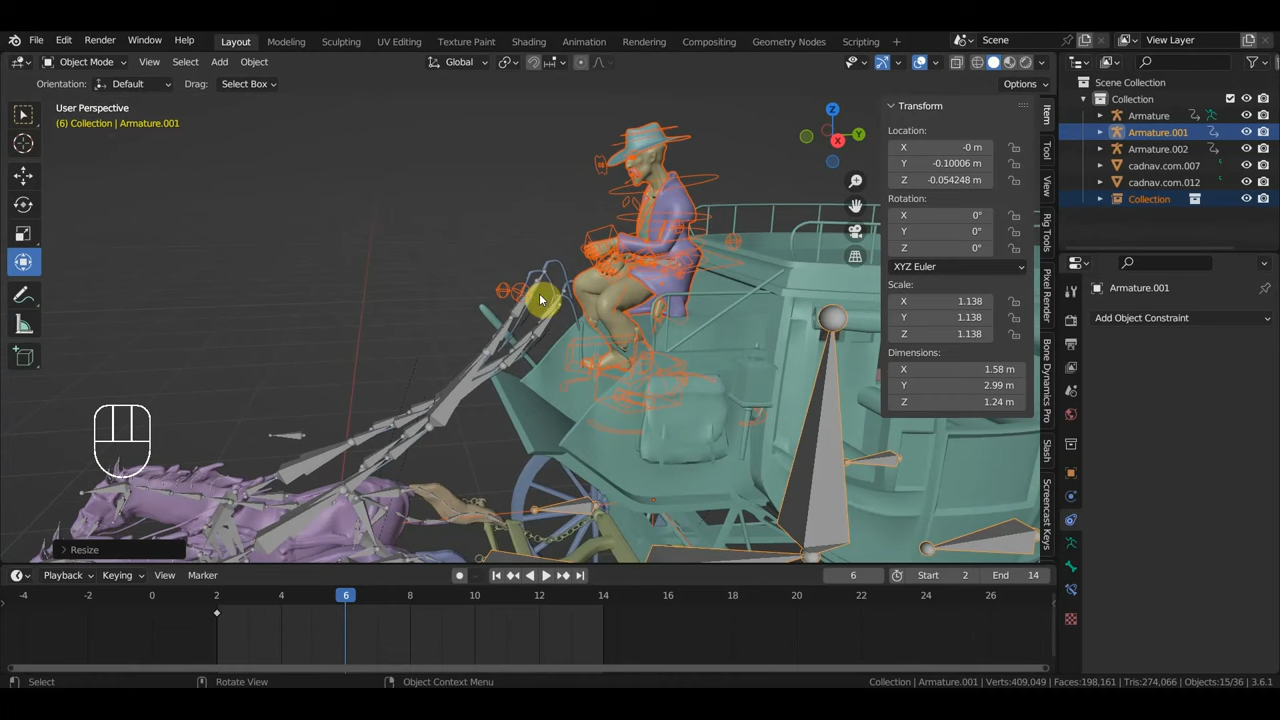 File Edit Render Window Help Layout Modeling Sculpting UV Editing Texture Paint Shading Animation Rendering Compositing Geometry Nodes Scripting + Scene View Layer
Object Mode View Select Add Object Global
Orientation: Default Drag: Select Box Options
User Perspective
(6) Collection | Armature.001
Z
Y
X
Transform
Location:
X -0 m
Y -0.10006 m
Z -0.054248 m
Rotation:
X 0°
Y 0°
Z 0°
XYZ Euler
Scale:
X 1.138
Y 1.138
Z 1.138
Dimensions:
X 1.58 m
Y 2.99 m
Z 1.24 m
Item
Tool
View
Rig Tools
Pixel Render
Bone Dynamics Pro
Slash
Screencast Keys
Scene Collection
Collection
Armature
Armature.001
Armature.002
cadnav.com.007
cadnav.com.012
Collection
Armature.001
Add Object Constraint
Resize
Playback Keying View Marker 6 Start 2 End 14
-4 -2 0 2 4 6 8 10 12 14 16 18 20 22 24 26
Select Rotate View Object Context Menu Collection | Armature.001 | Verts:409,049 | Faces:198,161 | Tris:274,066 | Objects:15/36 | 3.6.1